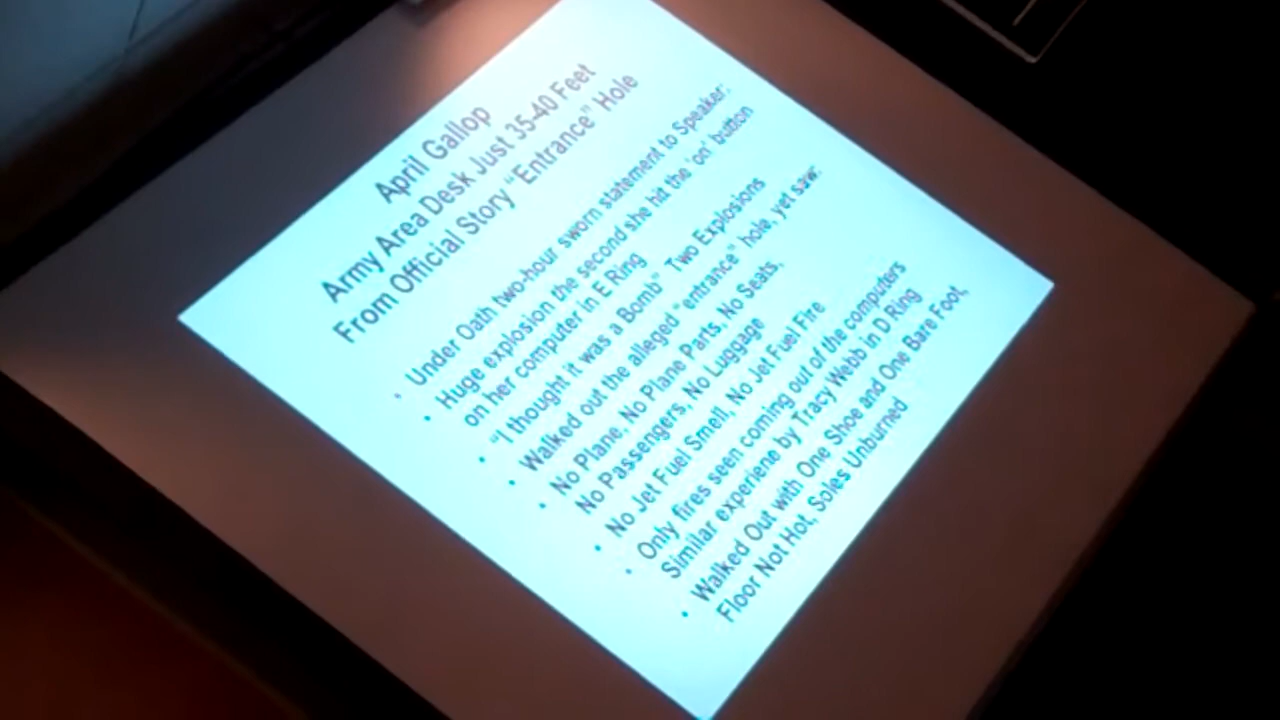 April Gallop
Army Area Desk Just 35-40 Feet
From Official Story "Entrance" Hole
• Under Oath two-hour sworn statement to Speaker:
• Huge explosion the second she hit the 'on' button
on her computer in E Ring
• "I thought it was a Bomb" Two Explosions
• Walked out the alleged "entrance" hole, yet saw:
• No Plane, No Plane Parts, No Seats,
No Passengers, No Luggage
• No Jet Fuel Smell, No Jet Fuel Fire
• Only fires seen coming out of the computers
Similar experiene by Tracy Webb in D Ring
• Walked Out with One Shoe and One Bare Foot,
Floor Not Hot, Soles Unburned